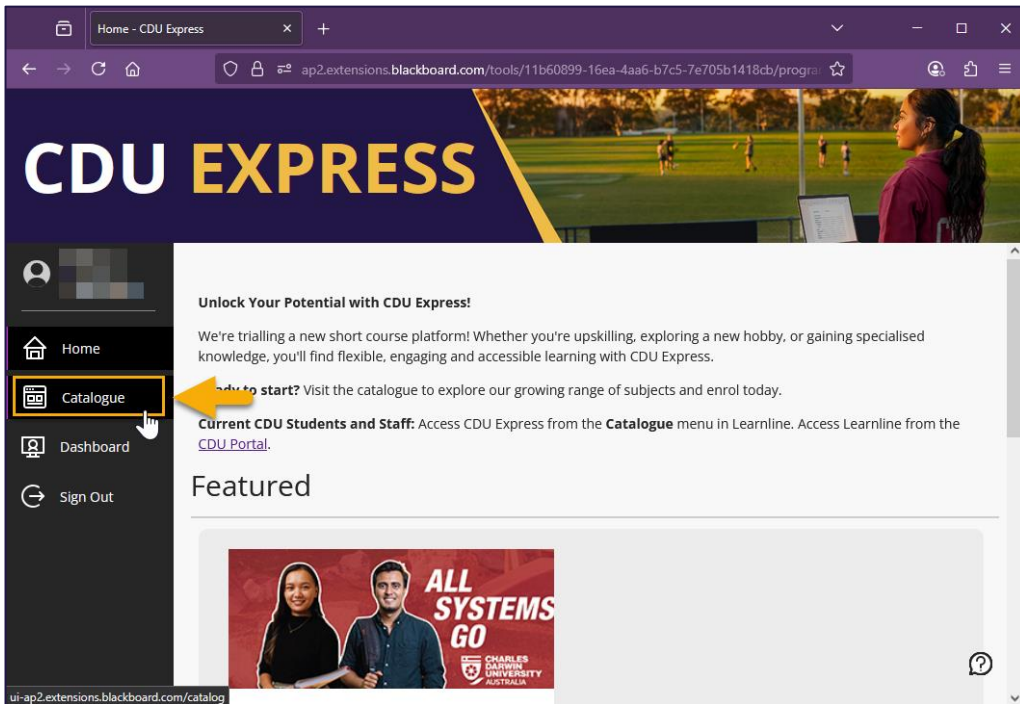 Home - CDU Express
ap2.extensions.blackboard.com/tools/11b60899-16ea-4aa6-b7c5-7e705b1418cb/progra
CDU EXPRESS
Home
Catalogue
Dashboard
Sign Out
Unlock Your Potential with CDU Express!
We're trialling a new short course platform! Whether you're upskilling, exploring a new hobby, or gaining specialised
knowledge, you'll find flexible, engaging and accessible learning with CDU Express.
to start? Visit the catalogue to explore our growing range of subjects and enrol today.
Current CDU Students and Staff: Access CDU Express from the Catalogue menu in Learnline. Access Learnline from the
CDU Portal.
Featured
ALL
SYSTEMS
GO
CHARLES
DARWIN
UNIVERSITY
AUSTRALIA
ui-ap2.extensions.blackboard.com/catalog